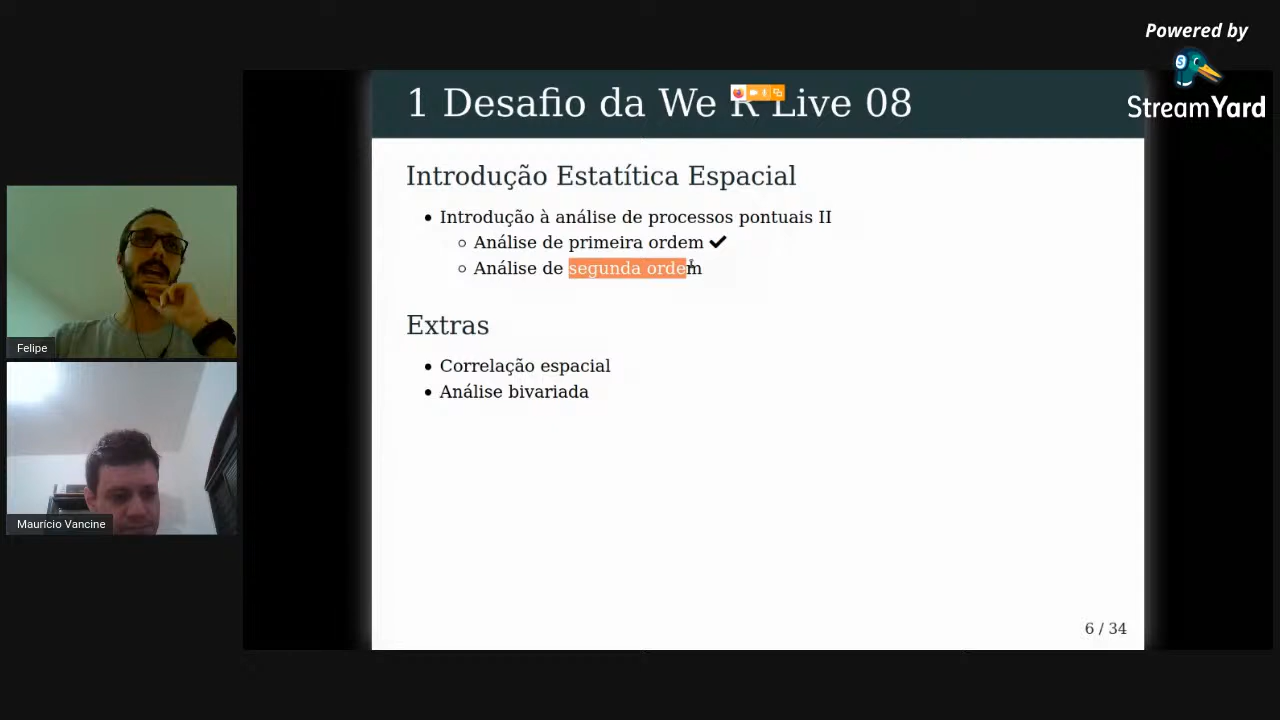 Powered by
StreamYard
1 Desafio da We R Live 08
Introdução Estatítica Espacial
• Introdução à análise de processos pontuais II
○ Análise de primeira ordem ✔
○ Análise de segunda ordem
Extras
• Correlação espacial
• Análise bivariada
6 / 34
Felipe
Maurício Vancine